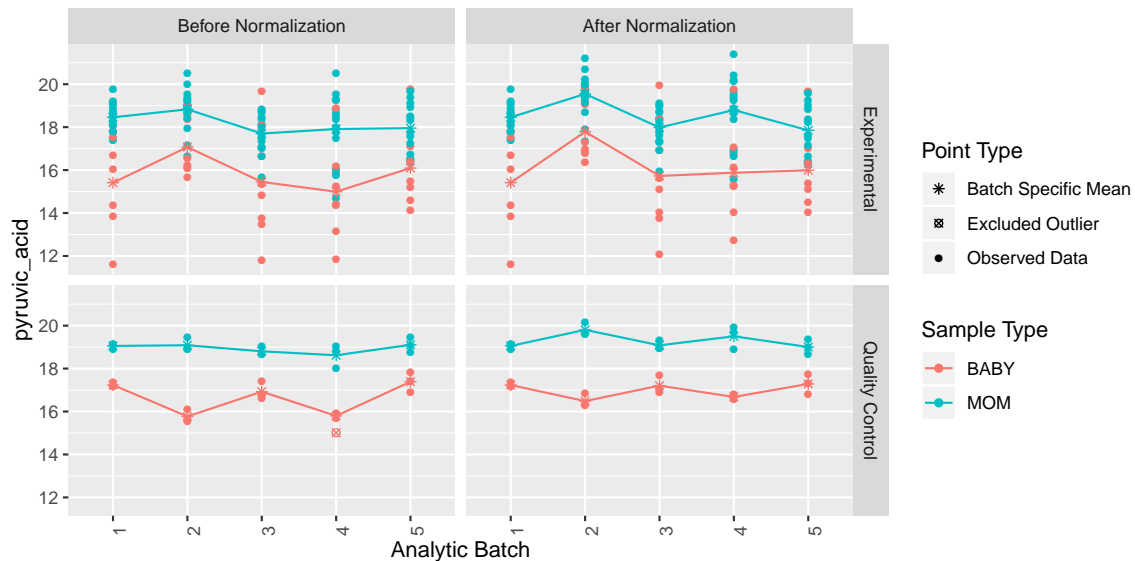 Before Normalization
After Normalization
20
18
16
14
12
Experimental
20
18
16
14
12
Quality Control
pyruvic_acid
1
2
3
4
5
1
2
3
4
5
Analytic Batch
Point Type
Batch Specific Mean
Excluded Outlier
Observed Data
Sample Type
BABY
MOM